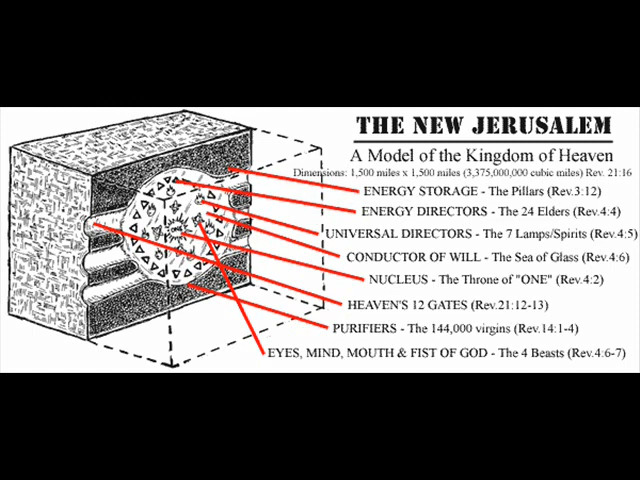 THE NEW JERUSALEM
A Model of the Kingdom of Heaven
Dimensions: 1,500 miles x 1,500 miles (3,375,000,000 cubic miles) Rev. 21:16
ENERGY STORAGE - The Pillars (Rev.3:12)
ENERGY DIRECTORS - The 24 Elders (Rev.4:4)
UNIVERSAL DIRECTORS - The 7 Lamps/Spirits (Rev.4:5)
CONDUCTOR OF WILL - The Sea of Glass (Rev.4:6)
NUCLEUS - The Throne of "ONE" (Rev.4:2)
HEAVEN'S 12 GATES (Rev.21:12-13)
PURIFIERS - The 144,000 virgins (Rev.14:1-4)
EYES, MIND, MOUTH & FIST OF GOD - The 4 Beasts (Rev.4:6-7)